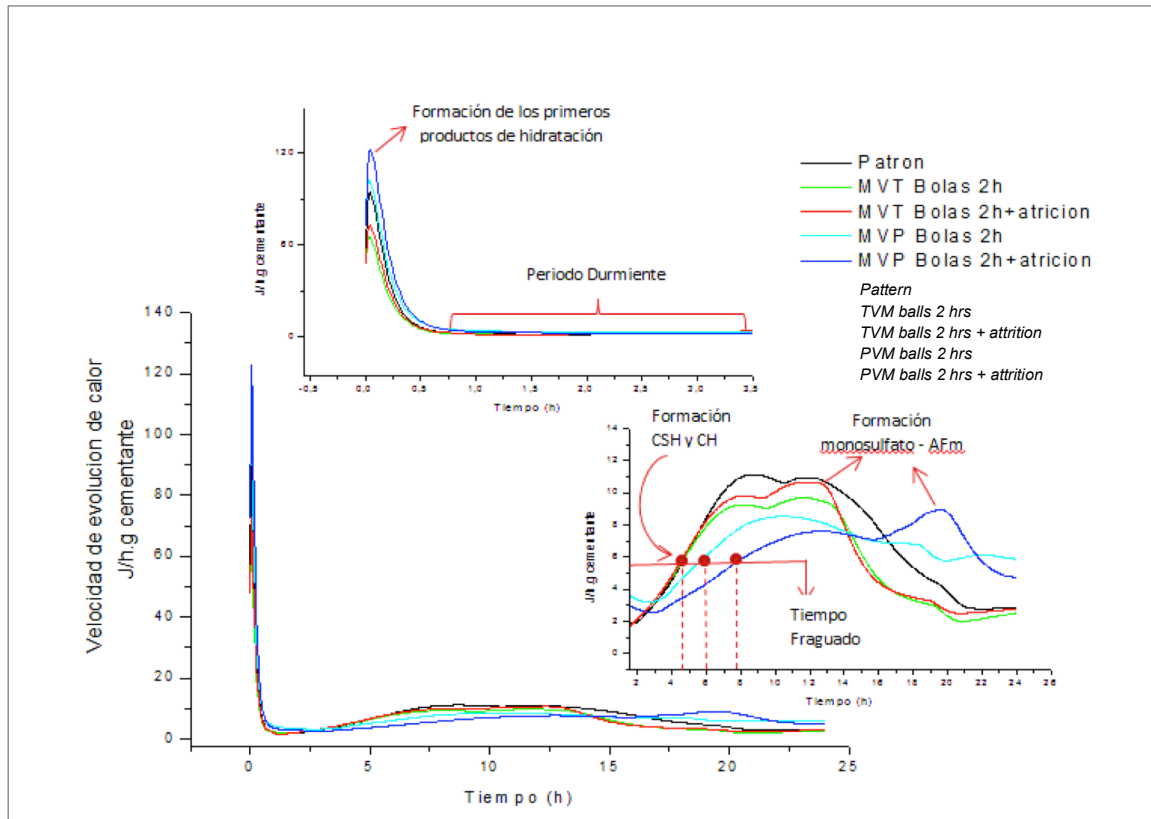 Formación de los primeros
productos de hidratación
120
60
0
J/h.g cementante
Periodo Durmiente
-0,5
0,0
0,5
1,0
1,5
2,0
2,5
3,0
3,5
Tiempo (h)
Patron
MVT Bolas 2h
MVT Bolas 2h+atricion
MVP Bolas 2h
MVP Bolas 2h+atricion
Pattern
TVM balls 2 hrs
TVM balls 2 hrs + attrition
PVM balls 2 hrs
PVM balls 2 hrs + attrition
Formación
CSH y CH
Formación
monosulfato - AFm
14
12
10
8
6
4
2
0
J/h.g cementante
Tiempo
Fraguado
2
4
6
8
10
12
14
16
18
20
22
24
26
Tiempo (h)
140
120
100
80
60
40
20
0
Velocidad de evolucion de calor
J/h.g cementante
0
5
10
15
20
25
Tiempo (h)